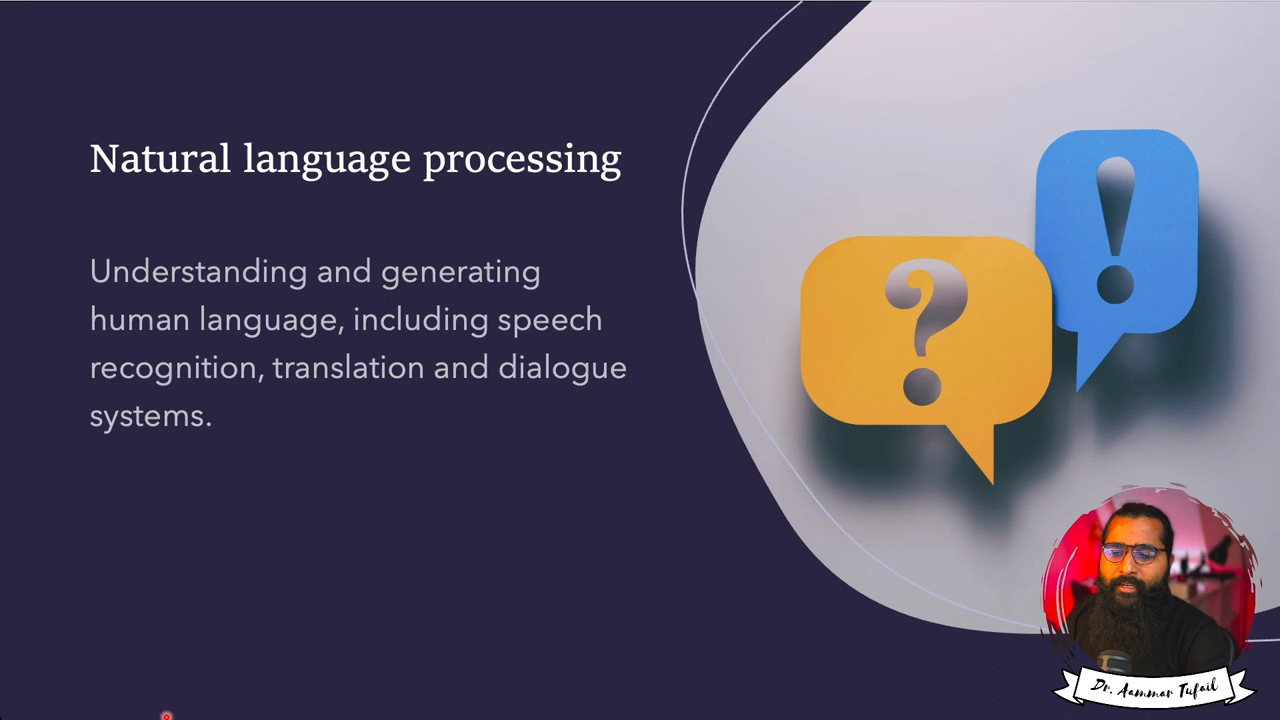 Natural language processing
Understanding and generating
human language, including speech
recognition, translation and dialogue
systems.
?
!
Dr. Aammar Tufail